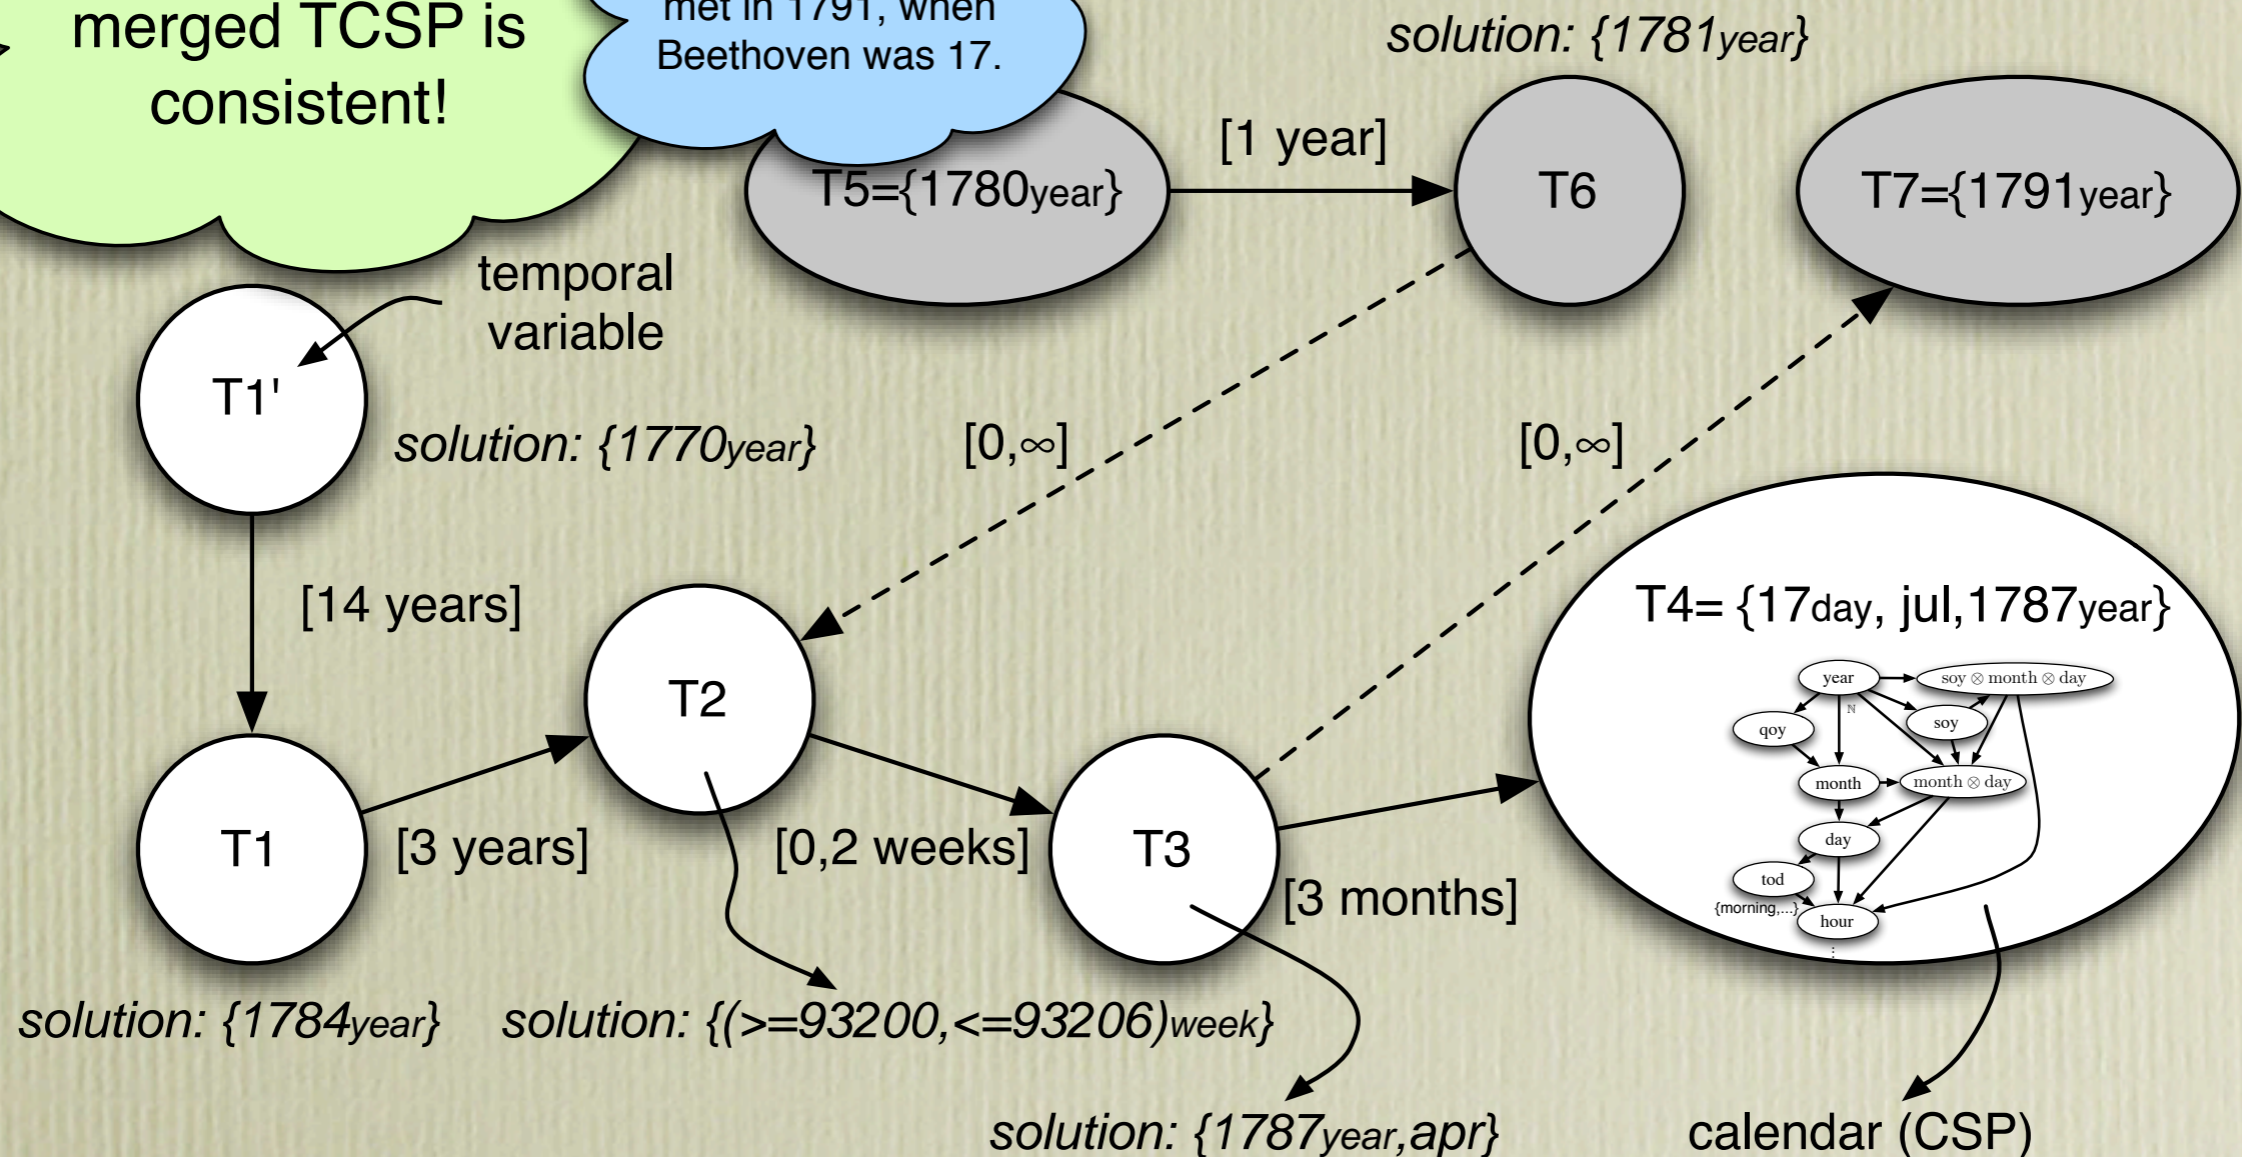 merged TCSP is
consistent!
met in 1791, when
Beethoven was 17.
solution: {1781year}
T5={1780year}
[1 year]
T6
T7={1791year}
temporal
variable
T1'
solution: {1770year}
[0,∞]
[0,∞]
[14 years]
T2
T4= {17day, jul,1787year}
year
soy ⊗ month ⊗ day
ℕ
qoy
soy
month
month ⊗ day
day
tod
{morning,...}
hour
⋮
T1
[3 years]
[0,2 weeks]
T3
[3 months]
solution: {1784year}
solution: {(>=93200,<=93206)week}
solution: {1787year,apr}
calendar (CSP)